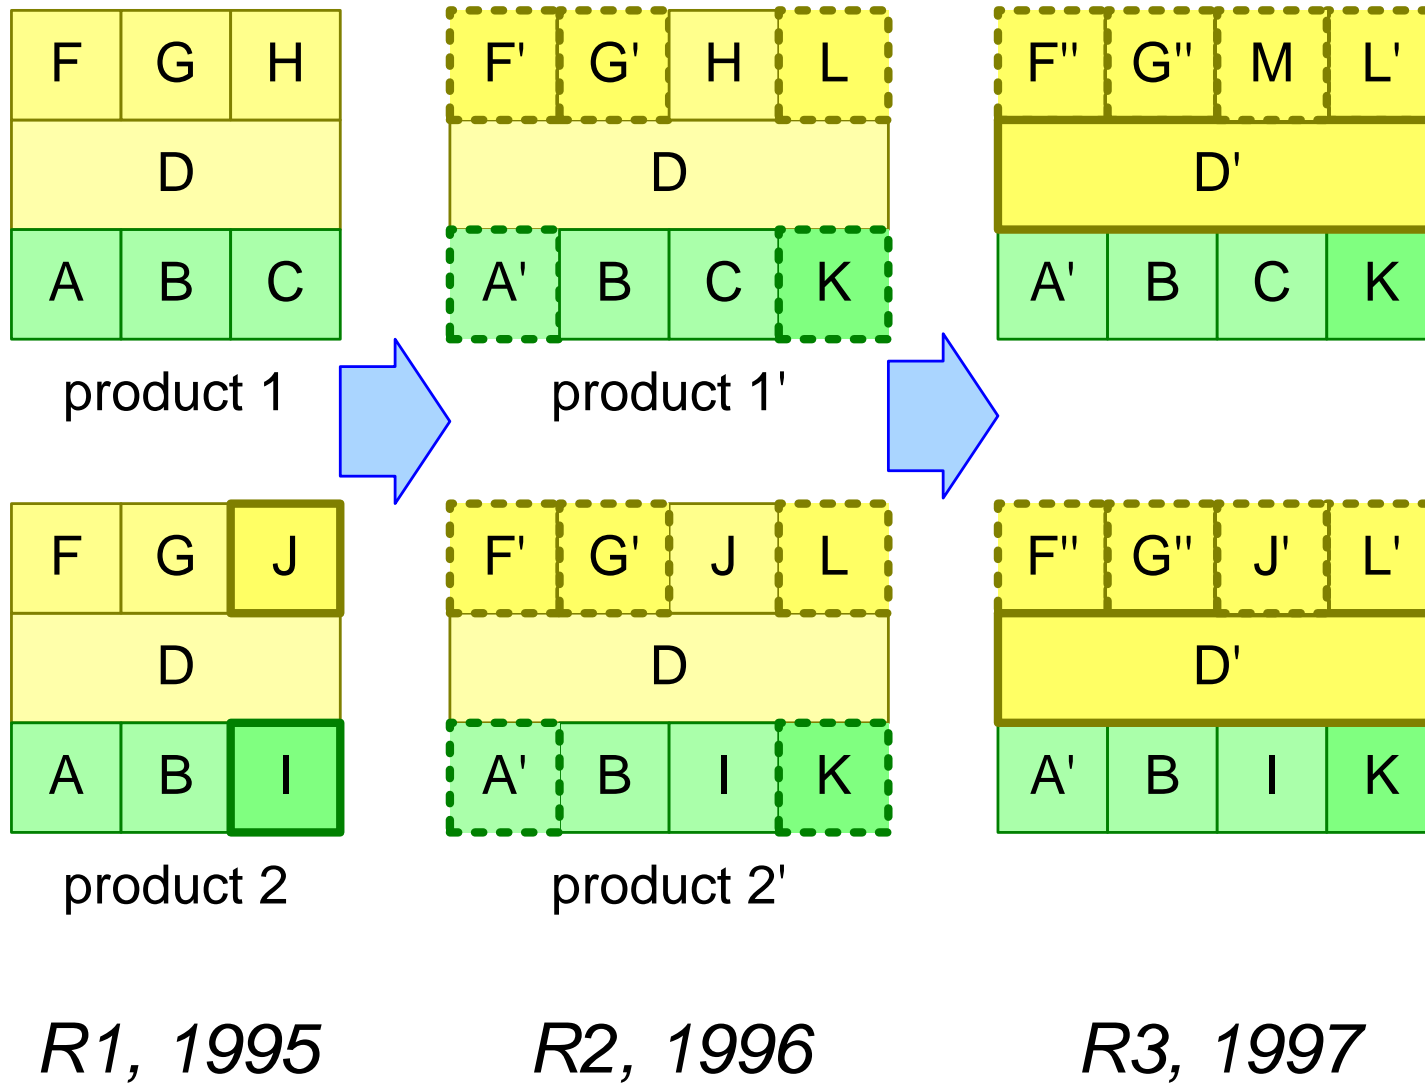 F G H F' G' H L F'' G'' M L'
D D D'
A B C A' B C K A' B C K
product 1 product 1'
F G J F' G' J L F'' G'' J' L'
D D D'
A B I A' B I K A' B I K
product 2 product 2'
R1, 1995 R2, 1996 R3, 1997